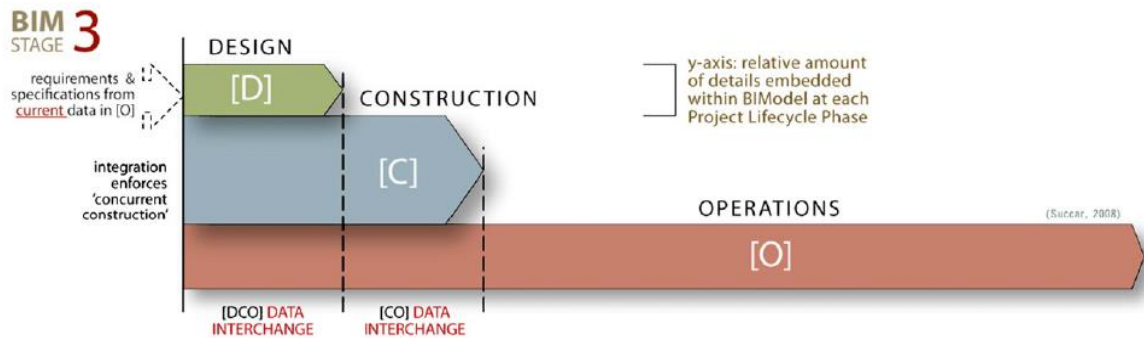 BIM
STAGE 3
DESIGN
requirements &
specifications from
current data in [O]
[D]
CONSTRUCTION
y-axis: relative amount
of details embedded
within BIModel at each
Project Lifecycle Phase
integration
enforces
'concurrent
construction'
[C]
OPERATIONS
(Succar, 2008)
[O]
[DCO] DATA
INTERCHANGE
[CO] DATA
INTERCHANGE